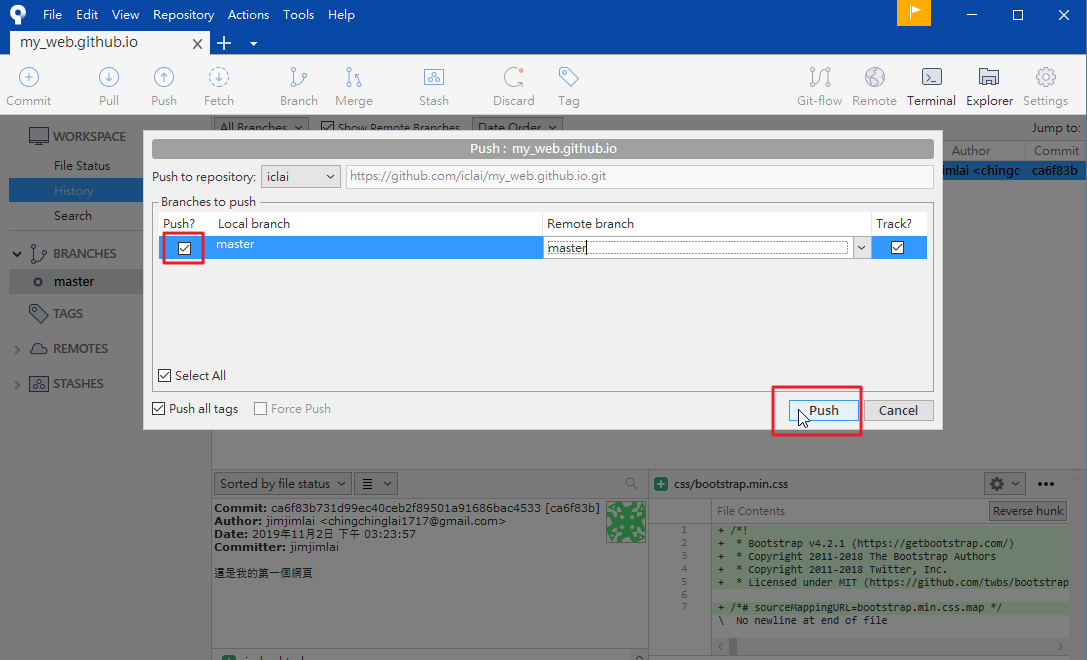 File Edit View Repository Actions Tools Help
my_web.github.io
Commit Pull Push Fetch Branch Merge Stash Discard Tag Git-flow Remote Terminal Explorer Settings
WORKSPACE
File Status
History
Search
BRANCHES
master
TAGS
REMOTES
STASHES
All Branches Show Remote Branches Date Order Jump to:
Author Commit
imlai <chingc ca6f83b
Push : my_web.github.io
Push to repository: iclai https://github.com/iclai/my_web.github.io.git
Branches to push
Push? Local branch Remote branch Track?
master master
Select All
Push all tags Force Push Push Cancel
Sorted by file status
Commit: ca6f83b731d99ec40ceb2f89501a91686bac4533 [ca6f83b]
Author: jimjimlai <chingchinglai1717@gmail.com>
Date: 2019年11月2日 下午 03:23:57
Committer: jimjimlai
這是我的第一個網頁
css/bootstrap.min.css
File Contents Reverse hunk
1 + /*!
2 + * Bootstrap v4.2.1 (https://getbootstrap.com/)
3 + * Copyright 2011-2018 The Bootstrap Authors
4 + * Copyright 2011-2018 Twitter, Inc.
5 + * Licensed under MIT (https://github.com/twbs/bootstrap
6
7 + /*# sourceMappingURL=bootstrap.min.css.map */
\ No newline at end of file